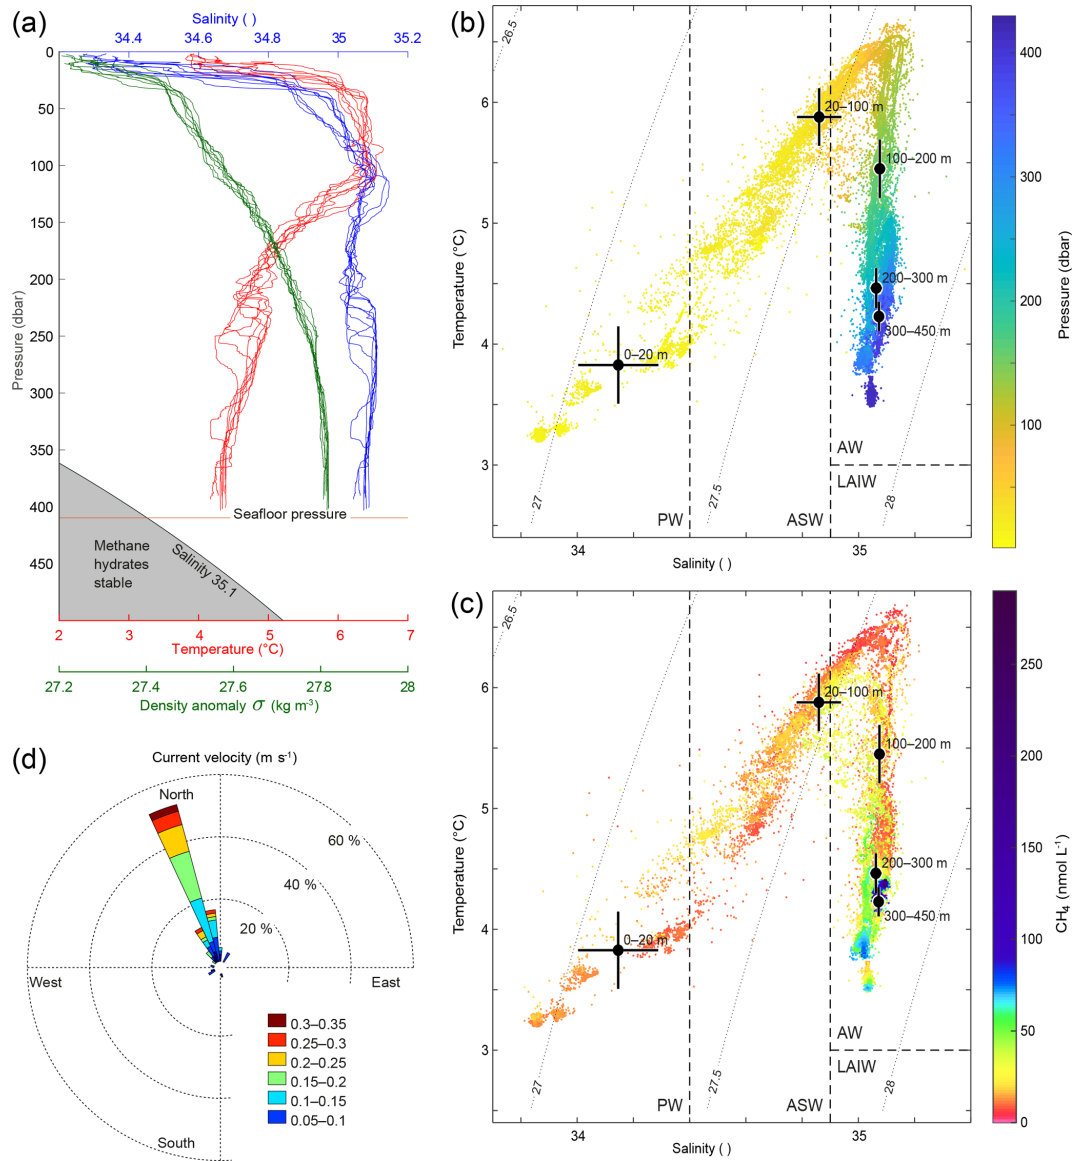 (a)
Salinity ( )
34.4 34.6 34.8 35 35.2
0
50
100
150
200
250
300
350
400
450
Pressure (dbar)
Seafloor pressure
Methane
hydrates
stable
Salinity 35.1
2 3 4 5 6 7
Temperature (°C)
27.2 27.4 27.6 27.8 28
Density anomaly σ (kg m-3)
(b)
26.5
6
5
4
3
Temperature (°C)
20–100 m
100–200 m
200–300 m
300–450 m
0–20 m
AW
LAIW
27
PW
27.5
ASW
28
34 35
Salinity ( )
400
300
200
100
Pressure (dbar)
(c)
26.5
6
5
4
3
Temperature (°C)
20–100 m
100–200 m
200–300 m
300–450 m
0–20 m
AW
LAIW
27
PW
27.5
ASW
28
34 35
Salinity ( )
250
200
150
100
50
0
CH4 (nmol L-1)
(d)
Current velocity (m s-1)
North
60 %
40 %
20 %
West
East
South
0.3–0.35
0.25–0.3
0.2–0.25
0.15–0.2
0.1–0.15
0.05–0.1